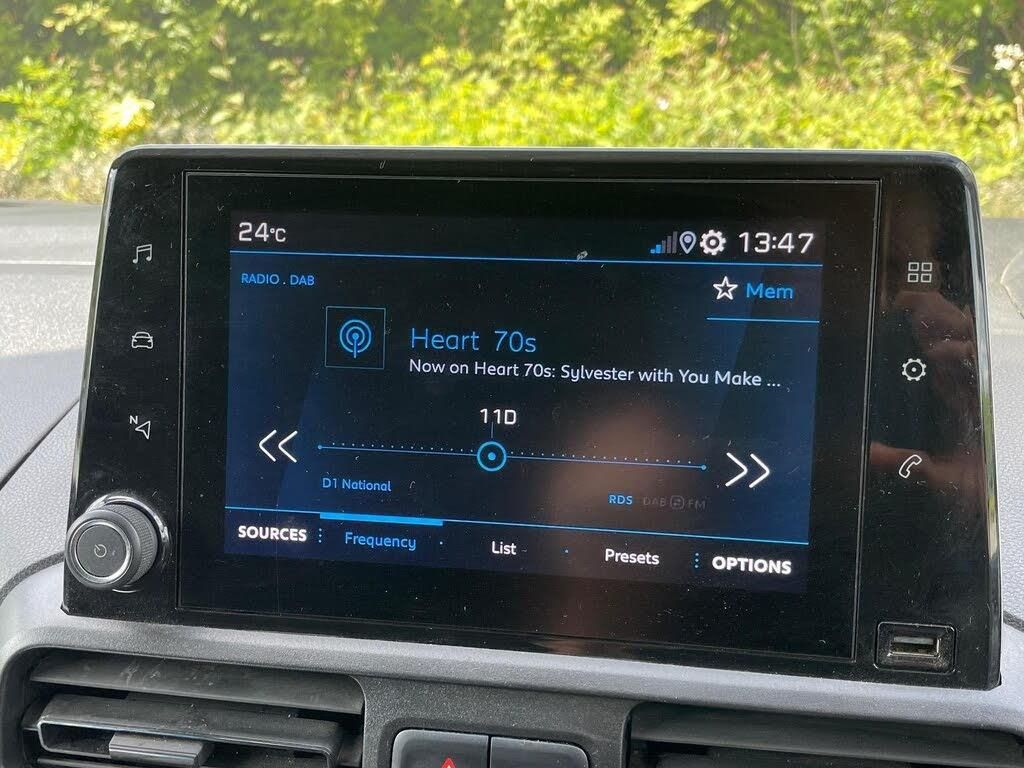 24°C 13:47
RADIO . DAB
Mem
Heart 70s
Now on Heart 70s: Sylvester with You Make ...
11D
N
D1 National
RDS DAB FM
SOURCES Frequency List Presets OPTIONS